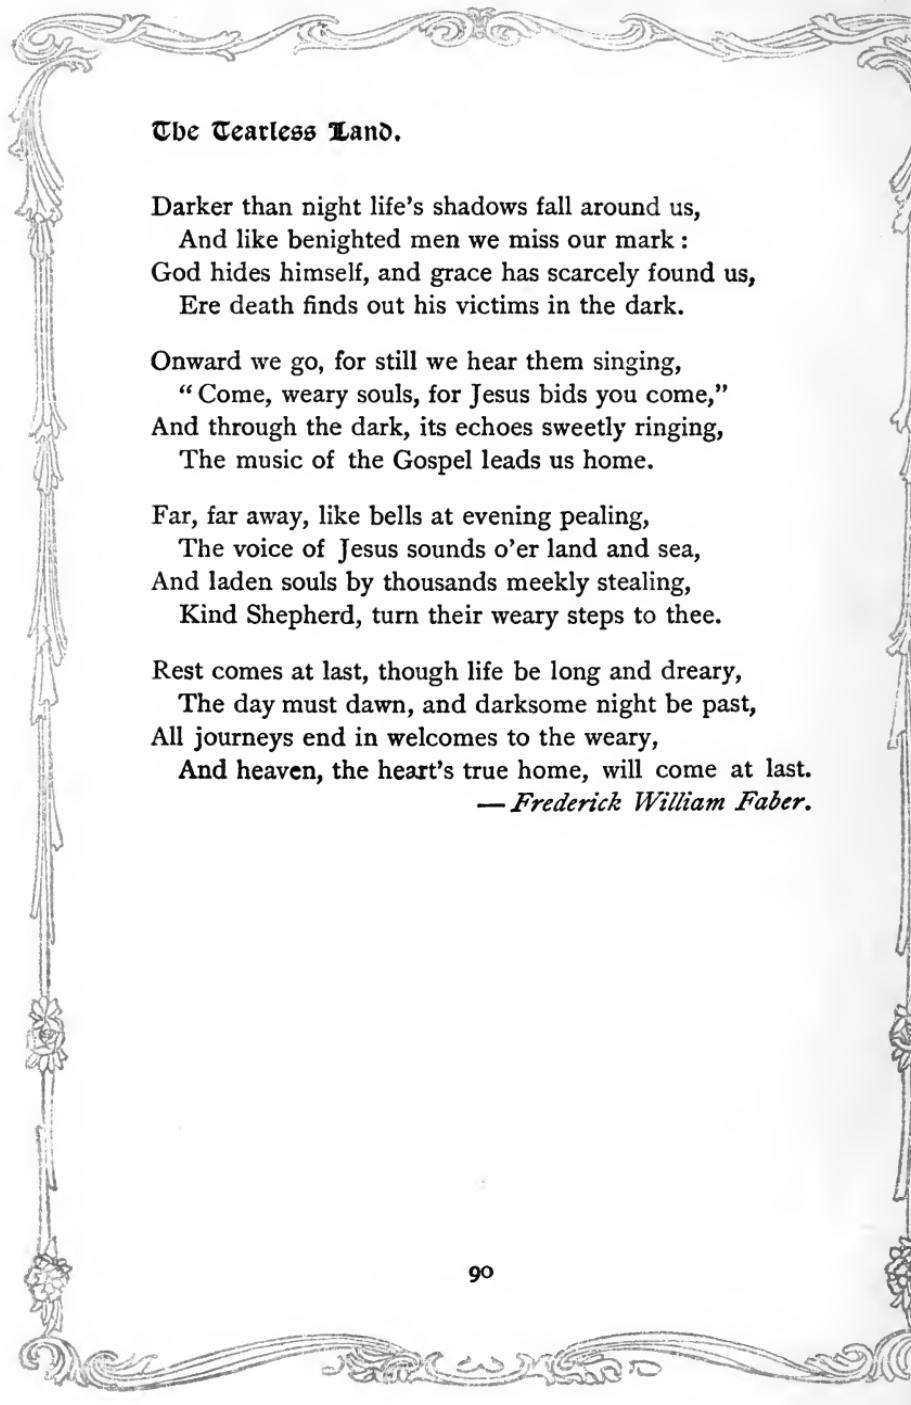 The Tearless Land.
Darker than night life's shadows fall around us,
And like benighted men we miss our mark :
God hides himself, and grace has scarcely found us,
Ere death finds out his victims in the dark.
Onward we go, for still we hear them singing,
“ Come, weary souls, for Jesus bids you come,”
And through the dark, its echoes sweetly ringing,
The music of the Gospel leads us home.
Far, far away, like bells at evening pealing,
The voice of Jesus sounds o'er land and sea,
And laden souls by thousands meekly stealing,
Kind Shepherd, turn their weary steps to thee.
Rest comes at last, though life be long and dreary,
The day must dawn, and darksome night be past,
All journeys end in welcomes to the weary,
And heaven, the heart's true home, will come at last.
— Frederick William Faber.
90